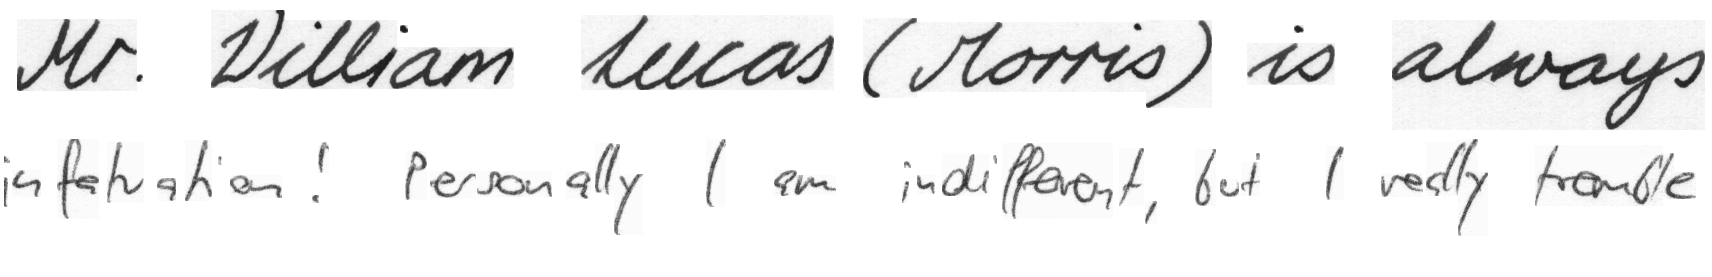 Mr. William Lucas (Morris) is always
infatuation! Personally I am indifferent, but I really tremble